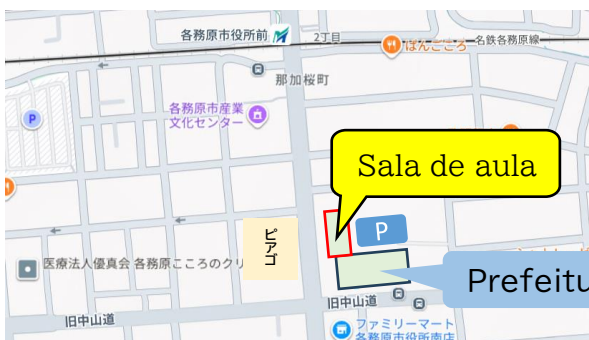 各務原市役所前
2丁目
はんごころ
名鉄各務原線
那加桜町
P
各務原市産業
文化センター
Sala de aula
P
ピアゴ
医療法人優真会 各務原こころのクリ
Prefeitu
旧中山道
旧中山道
ファミリーマート
各務原市役所南店